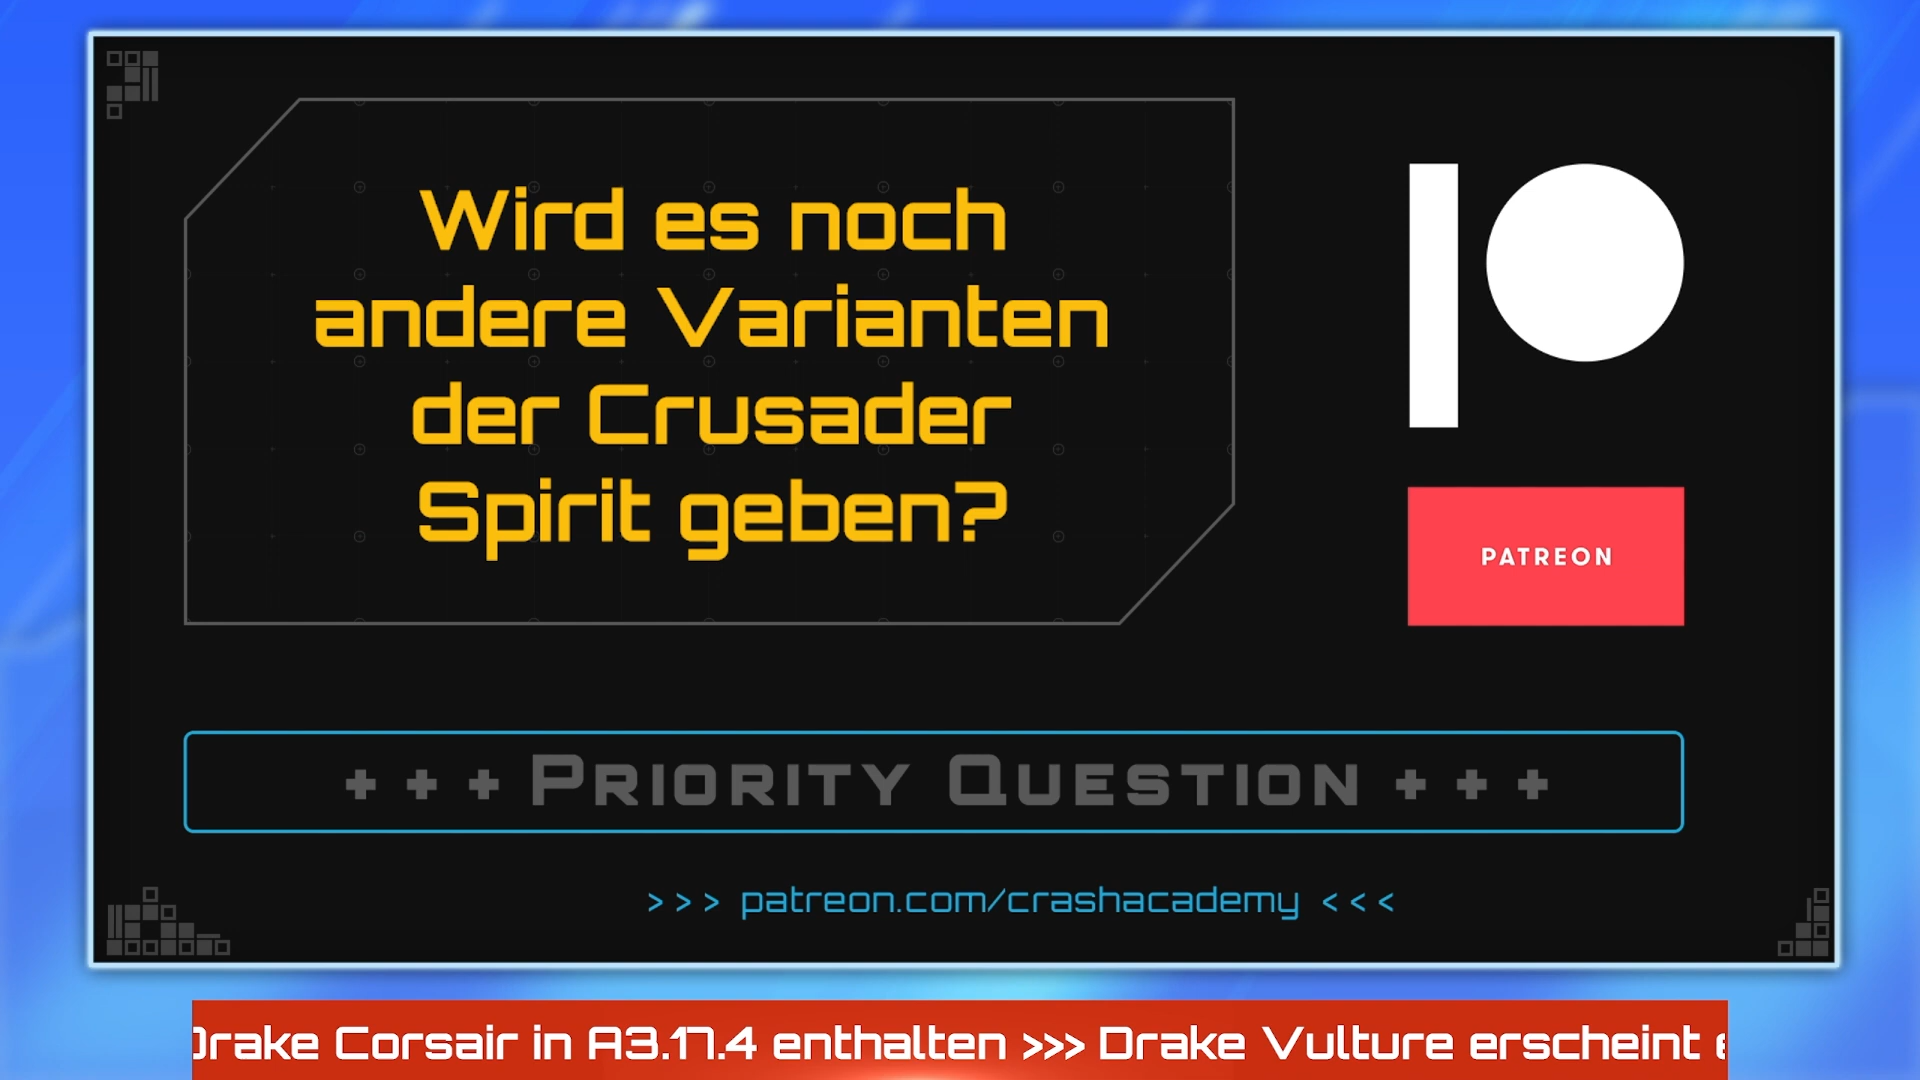 Wird es noch
andere Varianten
der Crusader
Spirit geben?
PATREON
+ + + PRIORITY QUESTION + + +
> > > patreon.com/crashacademy < < <
Drake Corsair in A3.17.4 enthalten >>> Drake Vulture erscheint